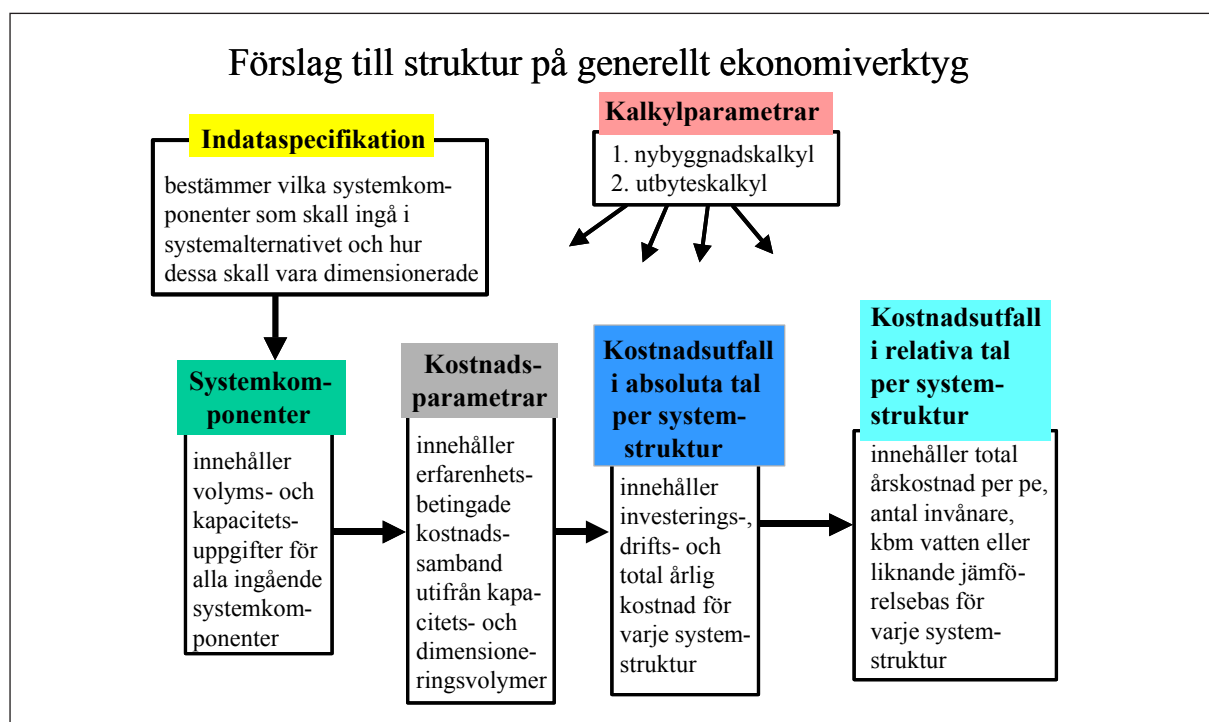 Förslag till struktur på generellt ekonomiverktyg
Indataspecifikation
bestämmer vilka systemkom-
ponenter som skall ingå i
systemalternativet och hur
dessa skall vara dimensionerade
Kalkylparametrar
1. nybyggnadskalkyl
2. utbyteskalkyl
Systemkom-
ponenter
innehåller
volyms- och
kapacitets-
uppgifter för
alla ingående
systemkom-
ponenter
Kostnads-
parametrar
innehåller
erfarenhets-
betingade
kostnads-
samband
utifrån kapa-
citets- och
dimensione-
ringsvolymer
Kostnadsutfall
i absoluta tal
per system-
struktur
innehåller
investerings-,
drifts- och
total årlig
kostnad för
varje system-
struktur
Kostnadsutfall
i relativa tal
per system-
struktur
innehåller total
årskostnad per pe,
antal invånare,
kbm vatten eller
liknande jämfö-
relsebas för
varje system-
struktur